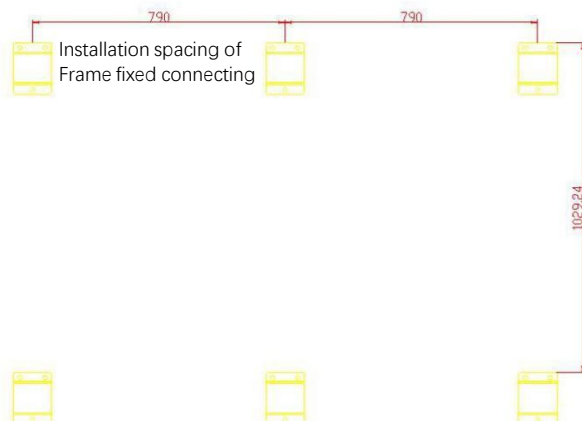 790
790
Installation spacing of
Frame fixed connecting
1029.24